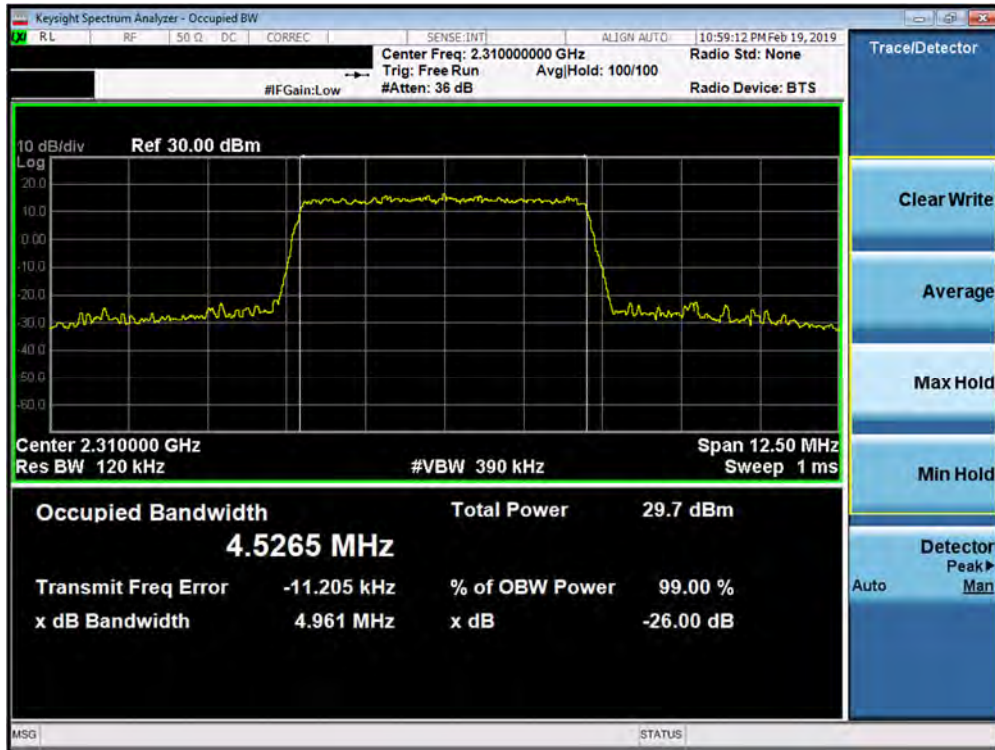 Keysight Spectrum Analyzer - Occupied BW
LXI RL RF 50 Ω DC CORREC SENSE:INT ALIGN AUTO 10:59:12 PM Feb 19, 2019
Center Freq: 2.310000000 GHz Radio Std: None
Trig: Free Run Avg|Hold: 100/100
#IFGain:Low #Atten: 36 dB Radio Device: BTS
Trace/Detector
10 dB/div Ref 30.00 dBm
Log
20.0
10.0
0.00
-10.0
-20.0
-30.0
-40.0
-50.0
-60.0
Center 2.310000 GHz Span 12.50 MHz
Res BW 120 kHz #VBW 390 kHz Sweep 1 ms
Occupied Bandwidth Total Power 29.7 dBm
4.5265 MHz
Transmit Freq Error -11.205 kHz % of OBW Power 99.00 %
x dB Bandwidth 4.961 MHz x dB -26.00 dB
Clear Write
Average
Max Hold
Min Hold
Detector
Peak▶
Auto Man
MSG STATUS